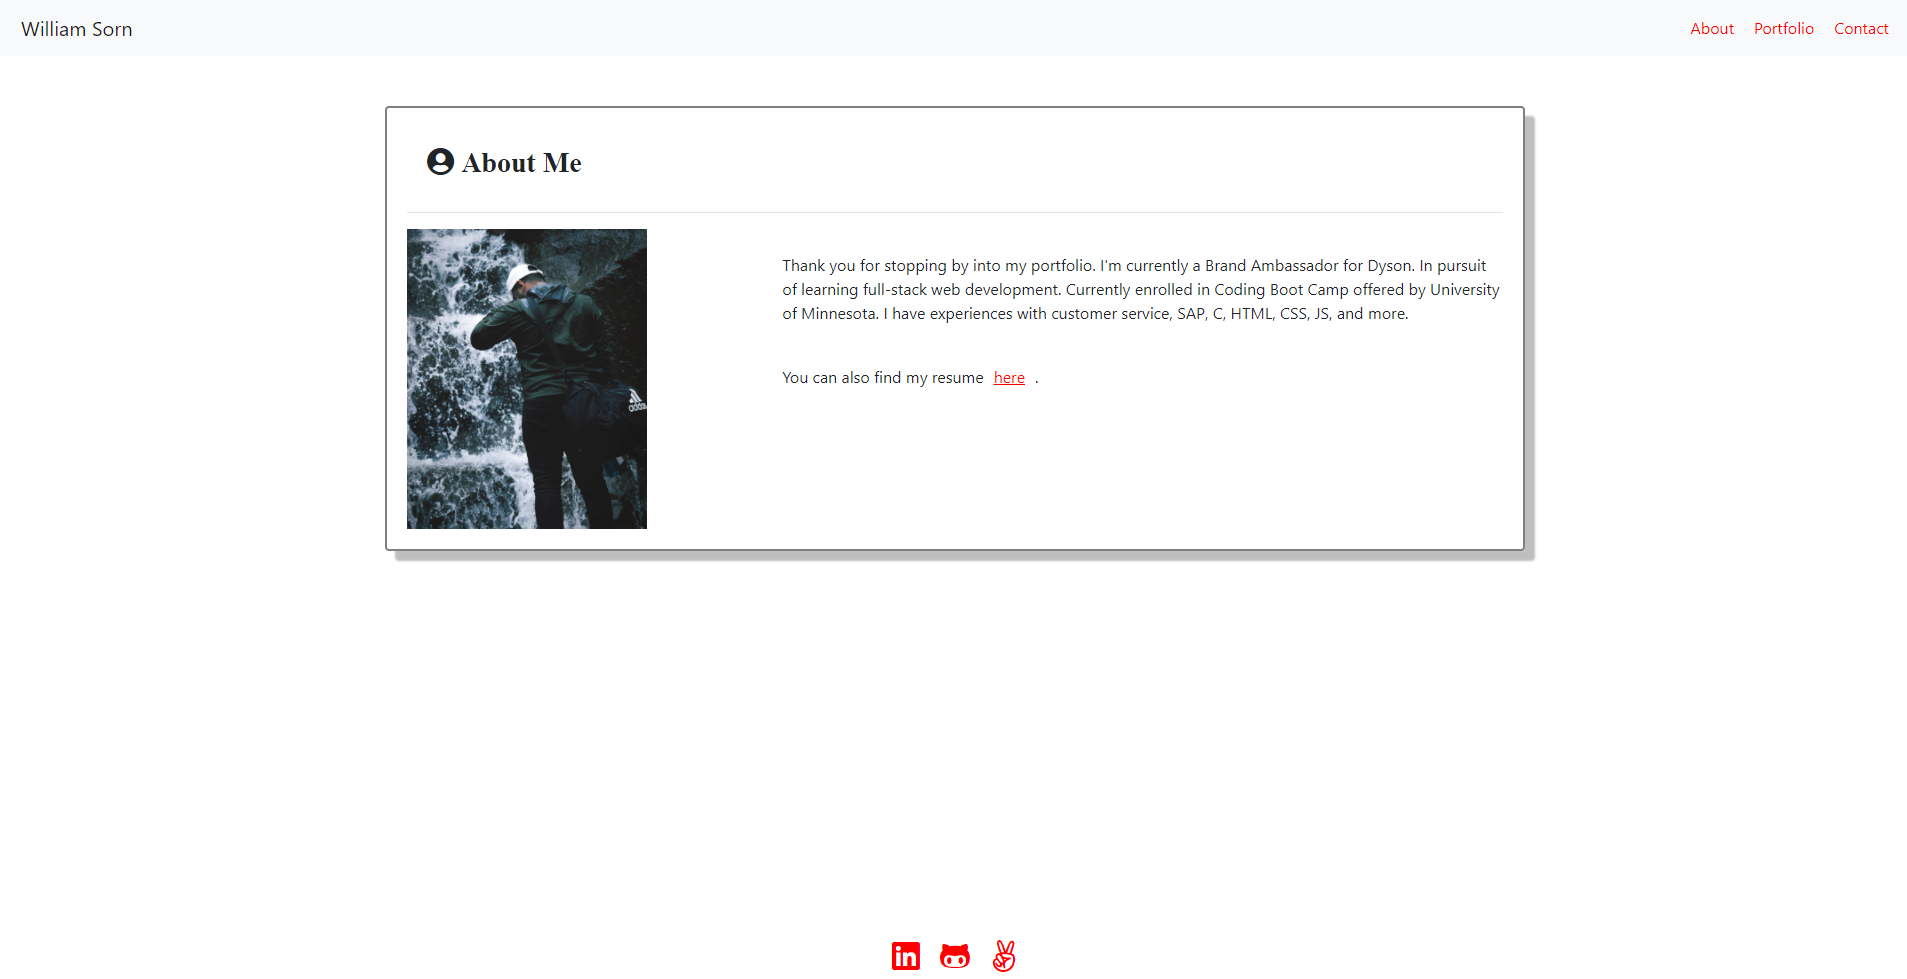 William Sorn
About Portfolio Contact
About Me
Thank you for stopping by into my portfolio. I'm currently a Brand Ambassador for Dyson. In pursuit
of learning full-stack web development. Currently enrolled in Coding Boot Camp offered by University
of Minnesota. I have experiences with customer service, SAP, C, HTML, CSS, JS, and more.
You can also find my resume here .
adidas
in